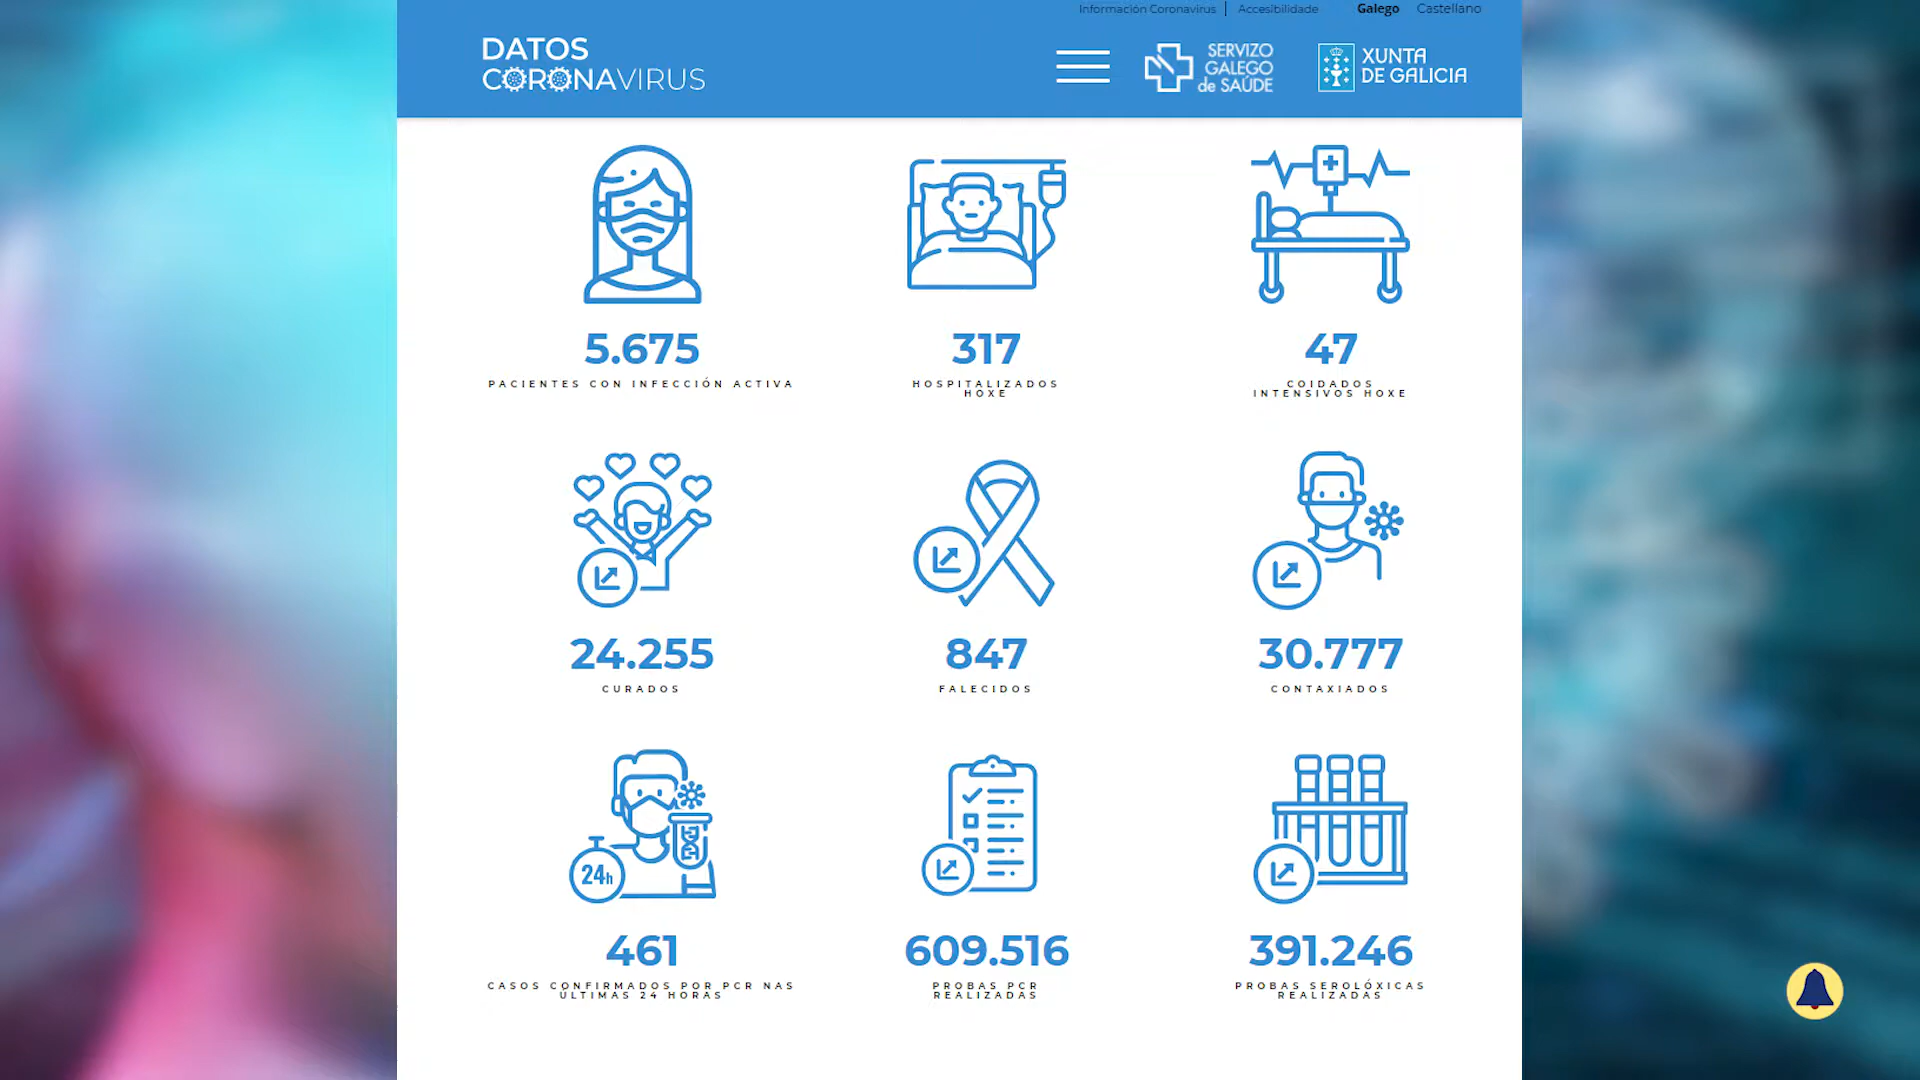 Información Coronavirus | Accesibilidade Galego Castellano
DATOS
CORONAVIRUS
SERVIZO
GALEGO
de SAÚDE
XUNTA
DE GALICIA
5.675
PACIENTES CON INFECCIÓN ACTIVA
317
HOSPITALIZADOS
HOXE
47
COIDADOS
INTENSIVOS HOXE
24.255
CURADOS
847
FALECIDOS
30.777
CONTAXIADOS
24h
461
CASOS CONFIRMADOS POR PCR NAS
ÚLTIMAS 24 HORAS
609.516
PROBAS PCR
REALIZADAS
391.246
PROBAS SEROLÓXICAS
REALIZADAS